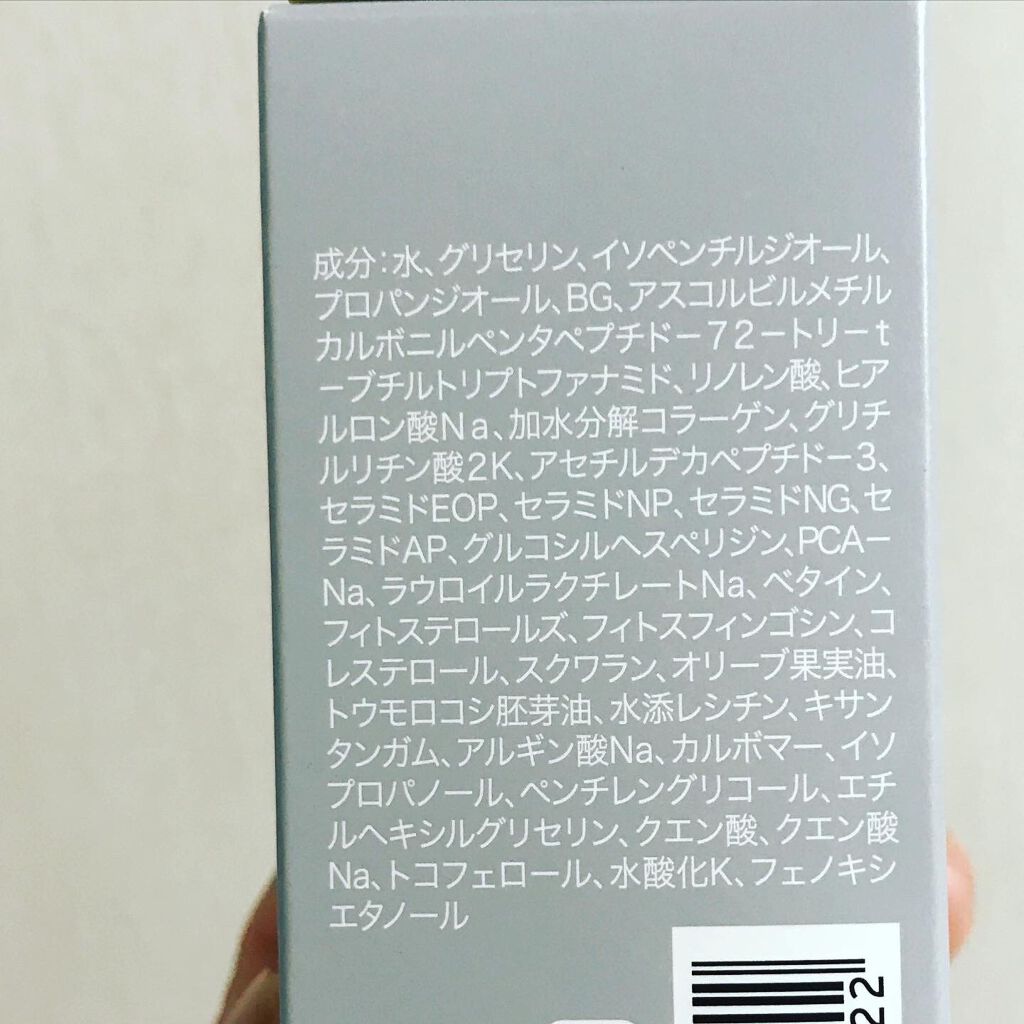 成分：水、グリセリン、イソペンチルジオール、
プロパンジオール、BG、アスコルビルメチル
カルボニルペンタペプチドー７２ートリーｔ
ーブチルトリプトファナミド、リノレン酸、ヒア
ルロン酸Ｎａ、加水分解コラーゲン、グリチ
ルリチン酸2K、アセチルデカペプチドー3、
セラミドEOP、セラミドNP、セラミドNG、セ
ラミドAP、グルコシルヘスペリジン、PCAー
Na、ラウロイルラクチレートNa、ベタイン、
フィトステロールズ、フィトスフィンゴシン、コ
レステロール、スクワラン、オリーブ果実油、
トウモロコシ胚芽油、水添レシチン、キサン
タンガム、アルギン酸Na、カルボマー、イソ
プロパノール、ペンチレングリコール、エチ
ルヘキシルグリセリン、クエン酸、クエン酸
Na、トコフェロール、水酸化K、フェノキシ
エタノール
22